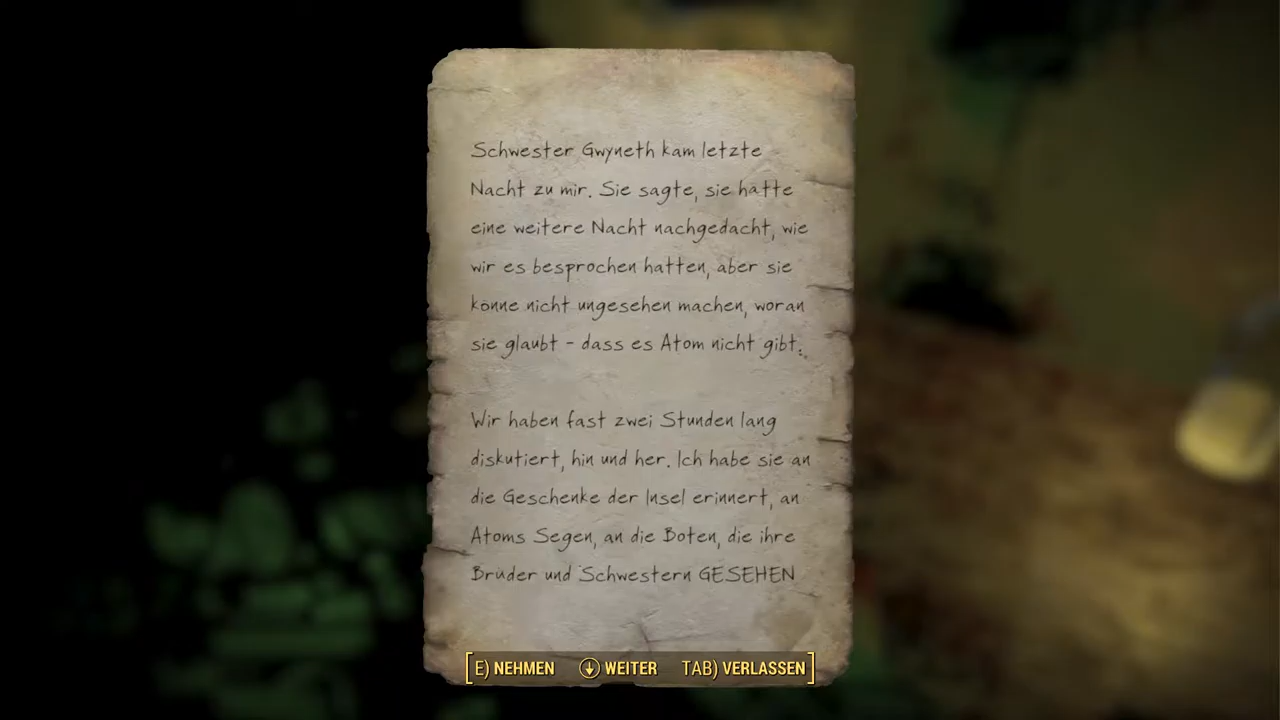 Schwester Gwyneth kam letzte
Nacht zu mir. Sie sagte, sie hätte
eine weitere Nacht nachgedacht, wie
wir es besprochen hatten, aber sie
könne nicht ungesehen machen, woran
sie glaubt - dass es Atom nicht gibt.
Wir haben fast zwei Stunden lang
diskutiert, hin und her. Ich habe sie an
die Geschenke der Insel erinnert, an
Atoms Segen, an die Boten, die ihre
Brüder und Schwestern GESEHEN
E) NEHMEN WEITER TAB) VERLASSEN